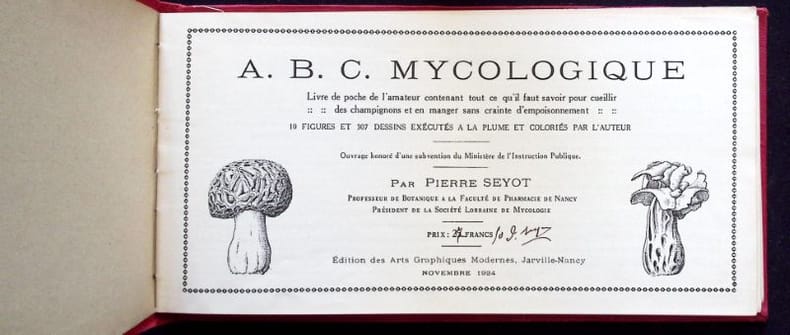 A. B. C. MYCOLOGIQUE
Livre de poche de l'amateur contenant tout ce qu'il faut savoir pour cueillir
:: :: des champignons et en manger sans crainte d'empoisonnement :: ::
19 FIGURES ET 307 DESSINS EXÉCUTÉS A LA PLUME ET COLORIÉS PAR L'AUTEUR
Ouvrage honoré d'une subvention du Ministère de l'Instruction Publique.
PAR PIERRE SEYOT
PROFESSEUR DE BOTANIQUE A LA FACULTÉ DE PHARMACIE DE NANCY
PRÉSIDENT DE LA SOCIÉTÉ LORRAINE DE MYCOLOGIE
PRIX: FRANCS
Édition des Arts Graphiques Modernes, Jarville-Nancy
NOVEMBRE 1924